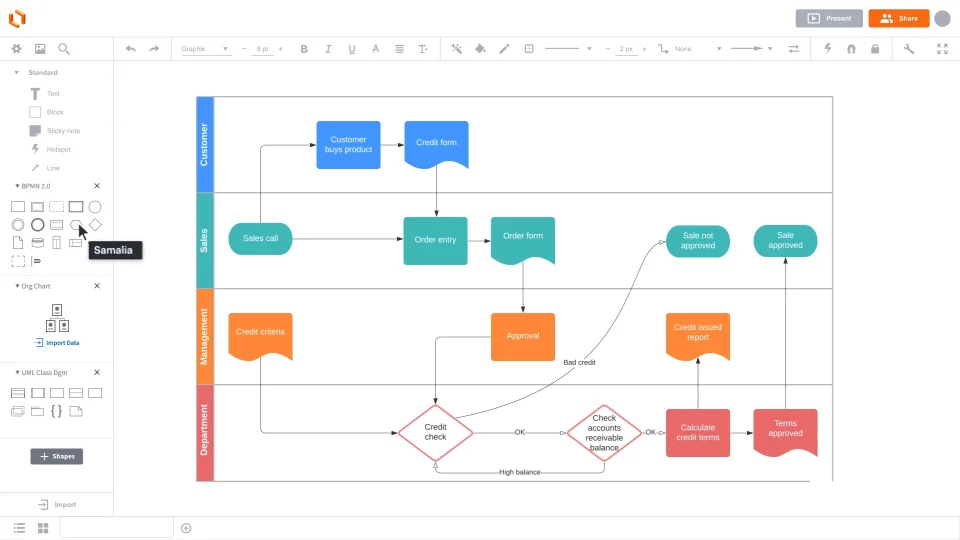 Present
Share
Graphik
8 pt
2 px
None
Standard
Text
Block
Sticky note
Hotspot
Line
BPMN 2.0
Samalia
Org Chart
Import Data
UML Class Dgm
+ Shapes
Import
Customer
Customer
buys product
Credit form
Sales
Sales call
Order entry
Order form
Sale not
approved
Sale
approved
Management
Credit criteria
Approval
Bad credit
Credit issued
report
Department
Credit
check
OK
Check
accounts
receivable
balance
OK
Calculate
credit terms
Terms
approved
High balance